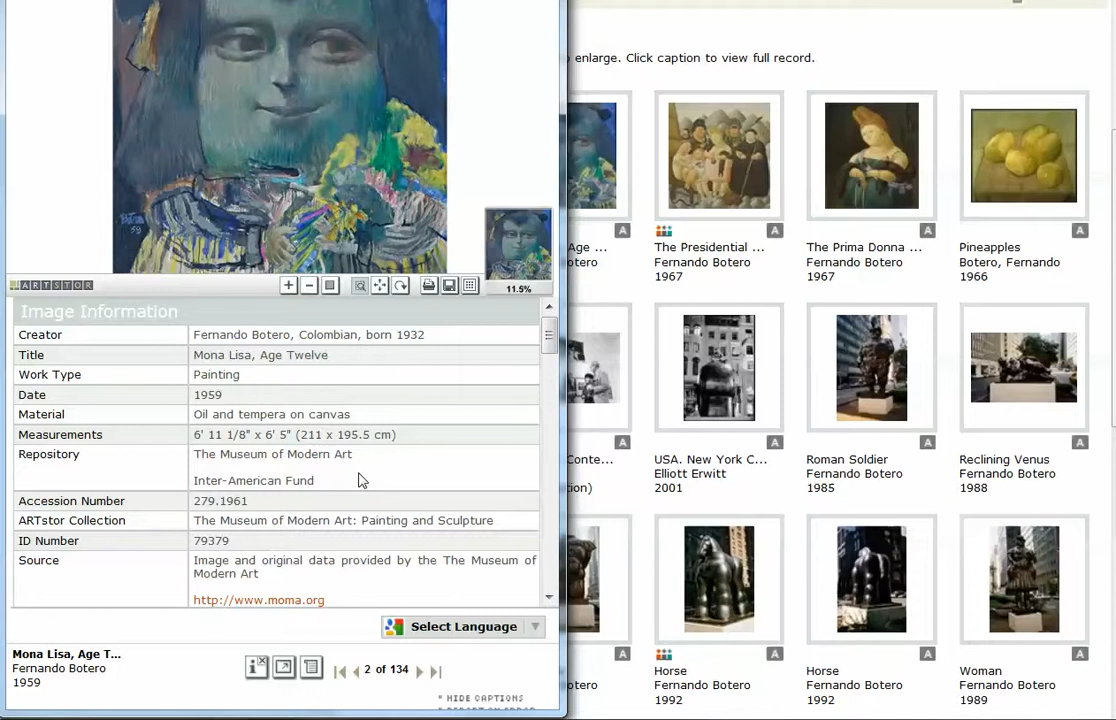 ARTSTOR
11.5%
Image Information
Creator Fernando Botero, Colombian, born 1932
Title Mona Lisa, Age Twelve
Work Type Painting
Date 1959
Material Oil and tempera on canvas
Measurements 6' 11 1/8" x 6' 5" (211 x 195.5 cm)
Repository The Museum of Modern Art
Inter-American Fund
Accession Number 279.1961
ARTstor Collection The Museum of Modern Art: Painting and Sculpture
ID Number 79379
Source Image and original data provided by the The Museum of
Modern Art
http://www.moma.org
Select Language
Mona Lisa, Age T...
Fernando Botero
1959
2 of 134
HIDE CAPTIONS
enlarge. Click caption to view full record.
Age ...
otero
The Presidential ...
Fernando Botero
1967
The Prima Donna ...
Fernando Botero
1967
Pineapples
Botero, Fernando
1966
Conte...
tion)
USA. New York C...
Elliott Erwitt
2001
Roman Soldier
Fernando Botero
1985
Reclining Venus
Fernando Botero
1988
otero
Horse
Fernando Botero
1992
Horse
Fernando Botero
1992
Woman
Fernando Botero
1989